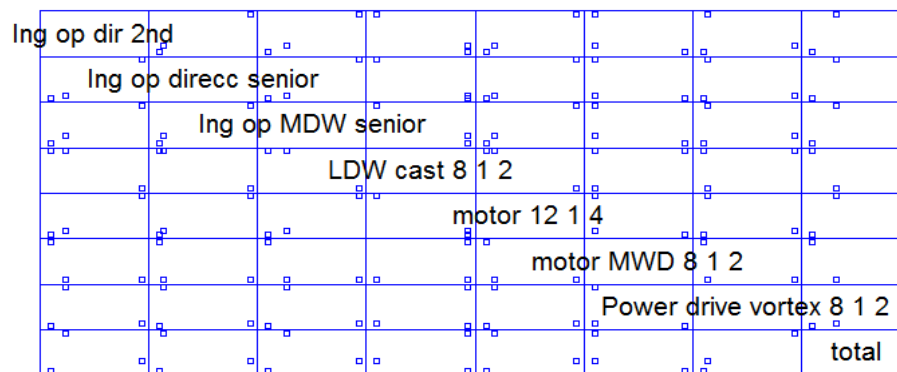 Ing op dir 2nd
Ing op direcc senior
Ing op MDW senior
LDW cast 8 1 2
motor 12 1 4
motor MWD 8 1 2
Power drive vortex 8 1 2
total